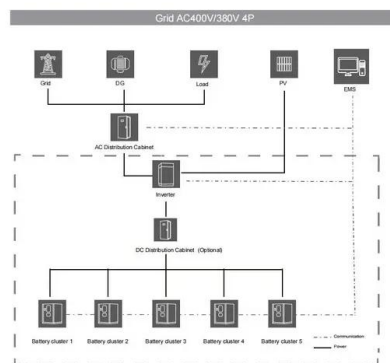 Grid AC400V/380V 4P
Grid
DG
Load
PV
EMS
AC Distribution Cabinet
Inverter
DC Distribution Cabinet (Optional)
Battery cluster 1
Battery cluster 2
Battery cluster 3
Battery cluster 4
Battery cluster 5
Communication
Power